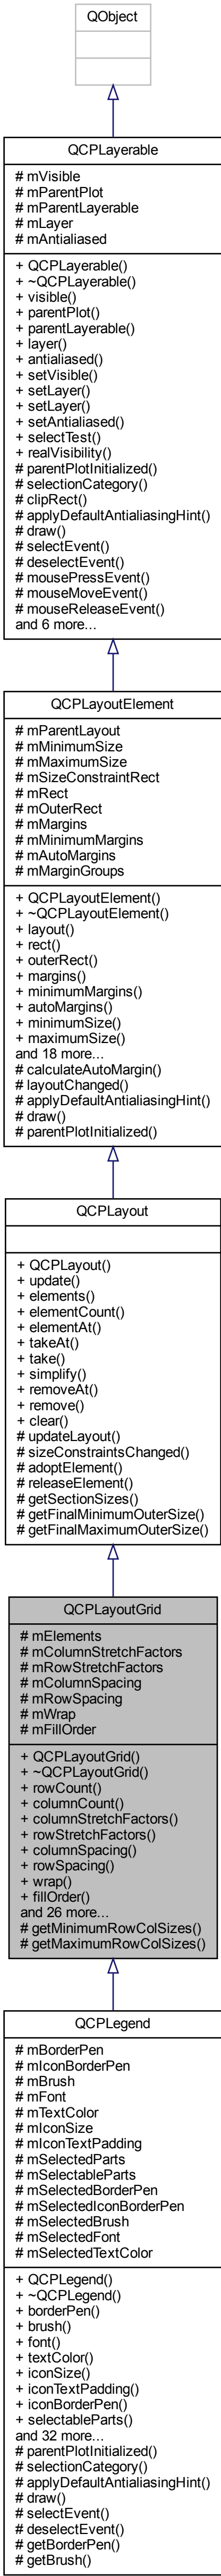 QObject
QCPLayerable
# mVisible
# mParentPlot
# mParentLayerable
# mLayer
# mAntialiased
+ QCPLayerable()
+ ~QCPLayerable()
+ visible()
+ parentPlot()
+ parentLayerable()
+ layer()
+ antialiased()
+ setVisible()
+ setLayer()
+ setLayer()
+ setAntialiased()
+ selectTest()
+ realVisibility()
# parentPlotInitialized()
# selectionCategory()
# clipRect()
# applyDefaultAntialiasingHint()
# draw()
# selectEvent()
# deselectEvent()
# mousePressEvent()
# mouseMoveEvent()
# mouseReleaseEvent()
and 6 more...
QCPLayoutElement
# mParentLayout
# mMinimumSize
# mMaximumSize
# mSizeConstraintRect
# mRect
# mOuterRect
# mMargins
# mMinimumMargins
# mAutoMargins
# mMarginGroups
+ QCPLayoutElement()
+ ~QCPLayoutElement()
+ layout()
+ rect()
+ outerRect()
+ margins()
+ minimumMargins()
+ autoMargins()
+ minimumSize()
+ maximumSize()
and 18 more...
# calculateAutoMargin()
# layoutChanged()
# applyDefaultAntialiasingHint()
# draw()
# parentPlotInitialized()
QCPLayout
+ QCPLayout()
+ update()
+ elements()
+ elementCount()
+ elementAt()
+ takeAt()
+ take()
+ simplify()
+ removeAt()
+ remove()
+ clear()
# updateLayout()
# sizeConstraintsChanged()
# adoptElement()
# releaseElement()
# getSectionSizes()
# getFinalMinimumOuterSize()
# getFinalMaximumOuterSize()
QCPLayoutGrid
# mElements
# mColumnStretchFactors
# mRowStretchFactors
# mColumnSpacing
# mRowSpacing
# mWrap
# mFillOrder
+ QCPLayoutGrid()
+ ~QCPLayoutGrid()
+ rowCount()
+ columnCount()
+ columnStretchFactors()
+ rowStretchFactors()
+ columnSpacing()
+ rowSpacing()
+ wrap()
+ fillOrder()
and 26 more...
# getMinimumRowColSizes()
# getMaximumRowColSizes()
QCPLegend
# mBorderPen
# mIconBorderPen
# mBrush
# mFont
# mTextColor
# mIconSize
# mIconTextPadding
# mSelectedParts
# mSelectableParts
# mSelectedBorderPen
# mSelectedIconBorderPen
# mSelectedBrush
# mSelectedFont
# mSelectedTextColor
+ QCPLegend()
+ ~QCPLegend()
+ borderPen()
+ brush()
+ font()
+ textColor()
+ iconSize()
+ iconTextPadding()
+ iconBorderPen()
+ selectableParts()
and 32 more...
# parentPlotInitialized()
# selectionCategory()
# applyDefaultAntialiasingHint()
# draw()
# selectEvent()
# deselectEvent()
# getBorderPen()
# getBrush()